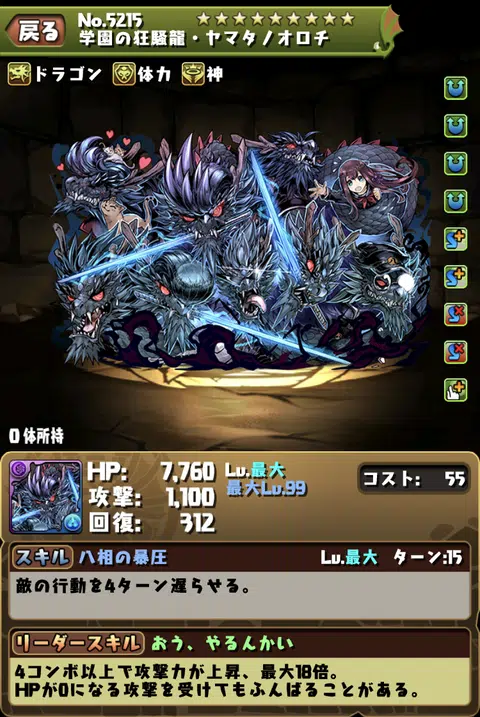 戻る
No.5215 ★★★★★★★★★
学園の狂騒龍・ヤマタノオロチ
ドラゴン 体力 神
0体所持
HP: 7,760 Lv.最大
攻撃: 1,100 最大Lv.99
回復: 312
コスト: 55
スキル 八相の暴圧 Lv.最大 ターン:15
敵の行動を4ターン遅らせる。
リーダースキル おう、やるんかい
4コンボ以上で攻撃力が上昇、最大18倍。
HPが0になる攻撃を受けてもふんばることがある。